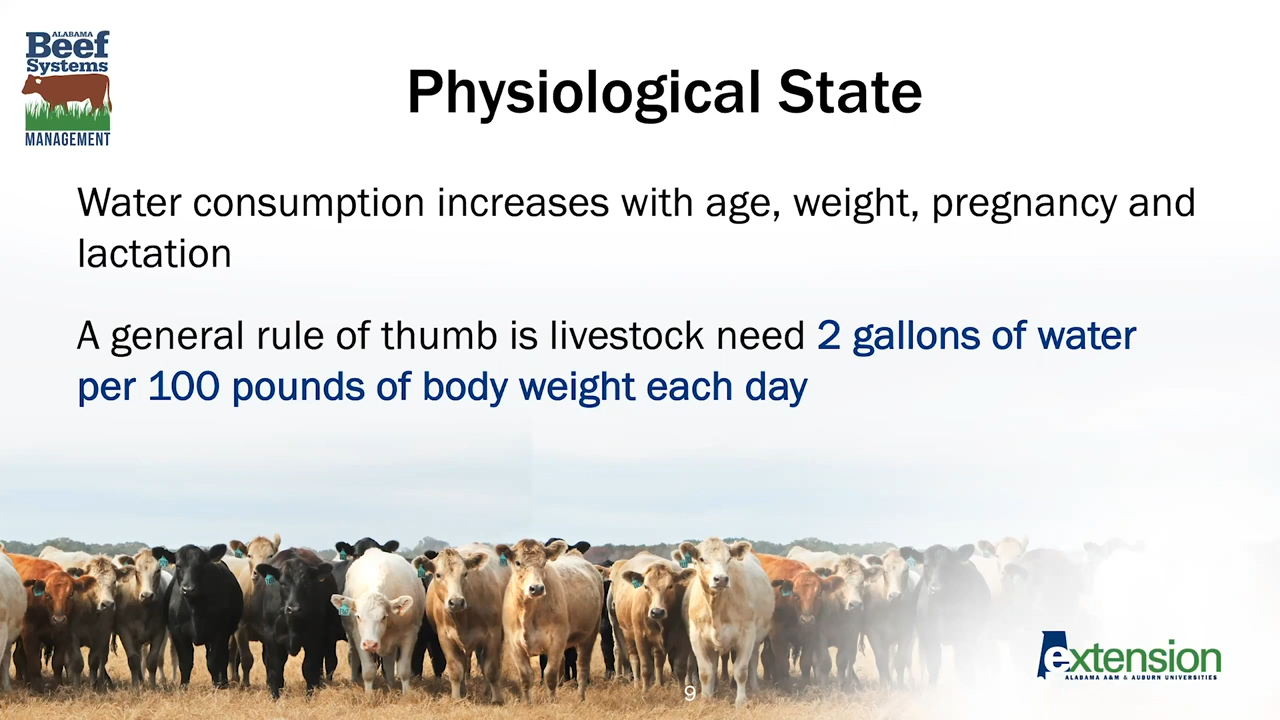 ALABAMA
Beef
Systems
MANAGEMENT
Physiological State
Water consumption increases with age, weight, pregnancy and
lactation
A general rule of thumb is livestock need 2 gallons of water
per 100 pounds of body weight each day
9
extension
ALABAMA A&M & AUBURN UNIVERSITIES